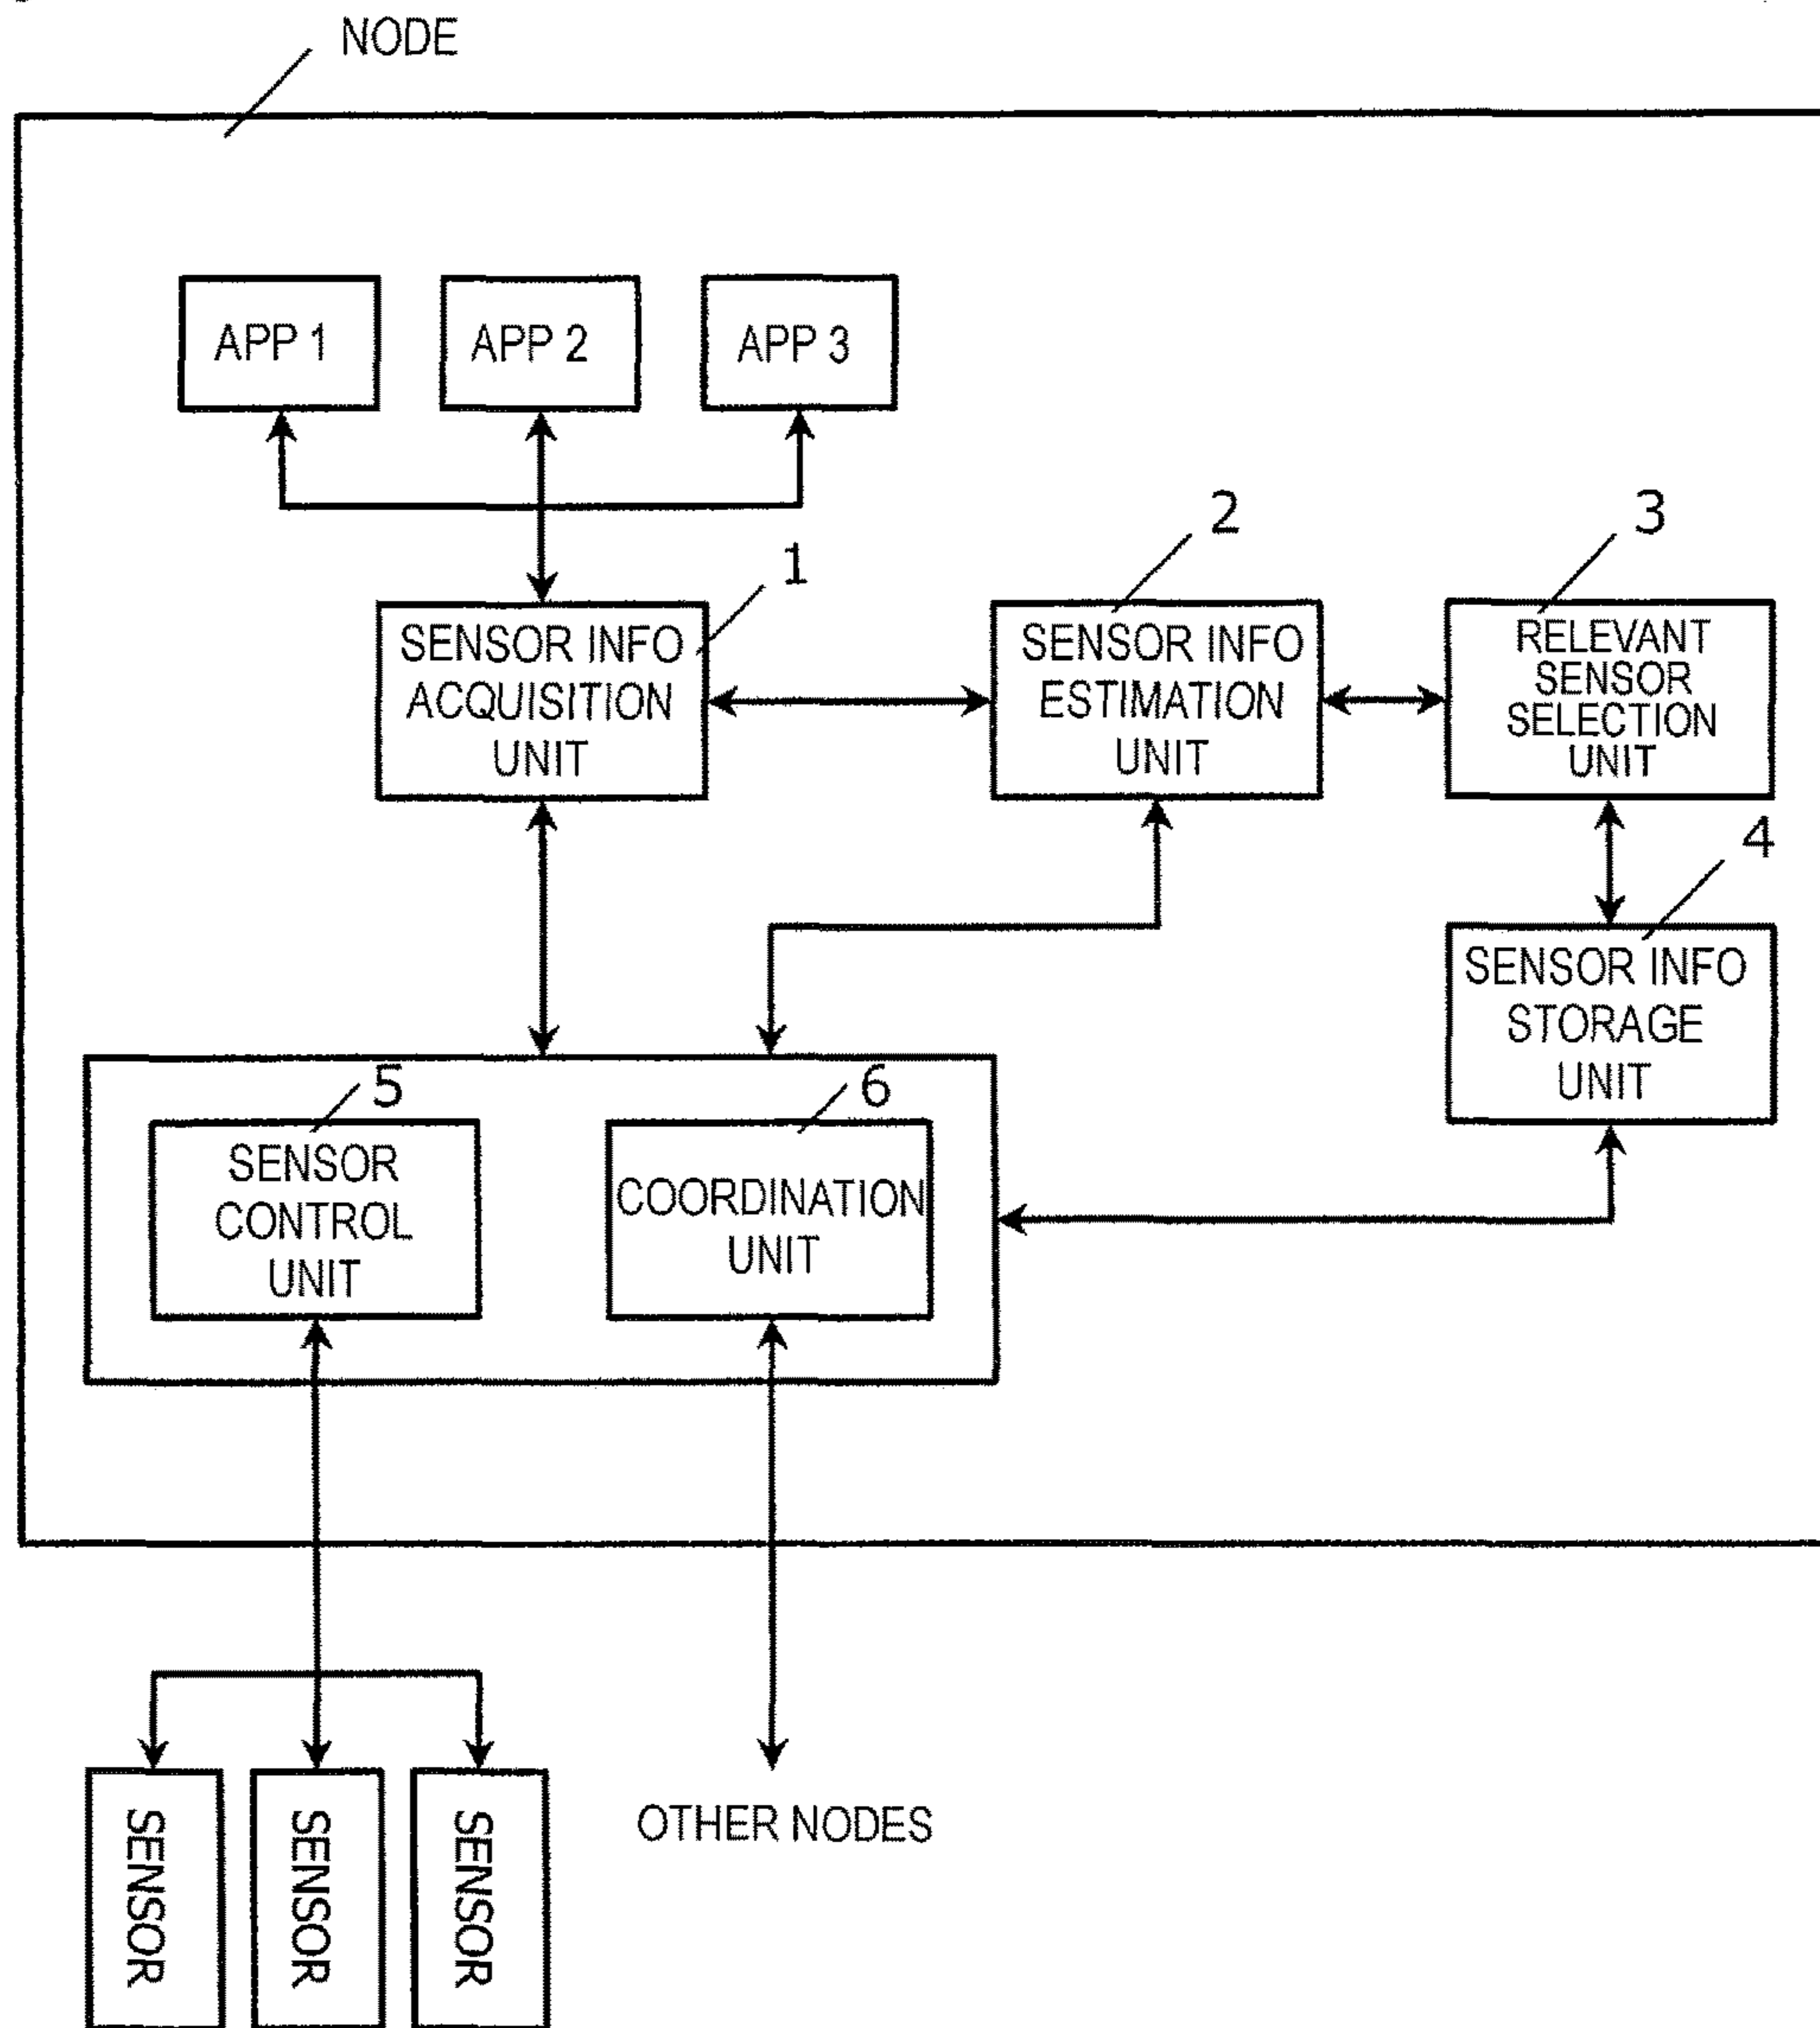 NODE
APP 1
APP 2
APP 3
1
SENSOR INFO
ACQUISITION
UNIT
2
SENSOR INFO
ESTIMATION
UNIT
3
RELEVANT
SENSOR
SELECTION
UNIT
4
SENSOR INFO
STORAGE
UNIT
5
SENSOR
CONTROL
UNIT
6
COORDINATION
UNIT
SENSOR
SENSOR
SENSOR
OTHER NODES